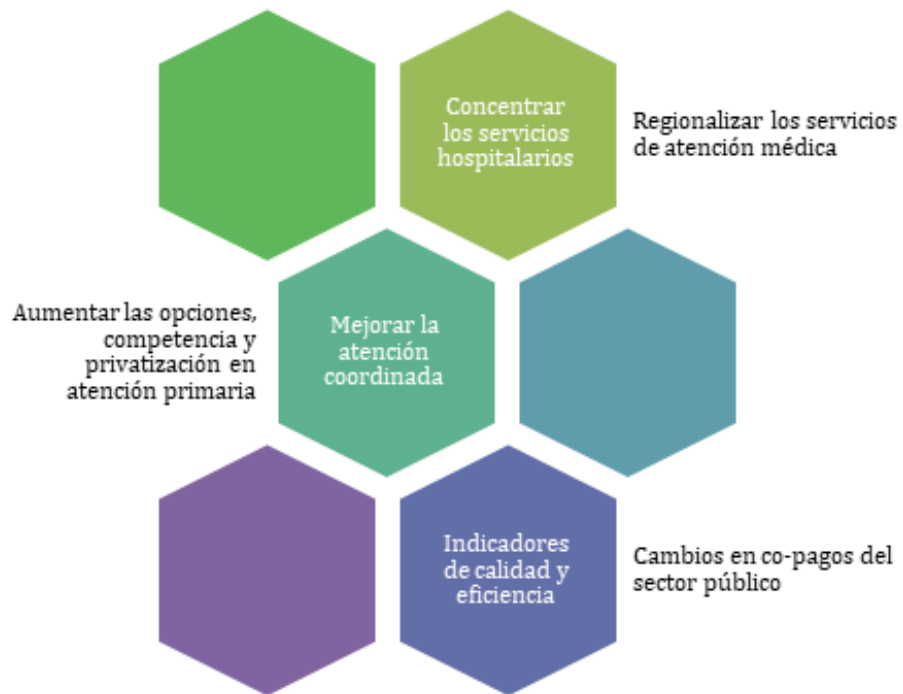 Concentrar
los servicios
hospitalarios
Regionalizar los servicios
de atención médica
Aumentar las opciones,
competencia y
privatización en
atención primaria
Mejorar la
atención
coordinada
Indicadores
de calidad y
eficiencia
Cambios en co-pagos del
sector público